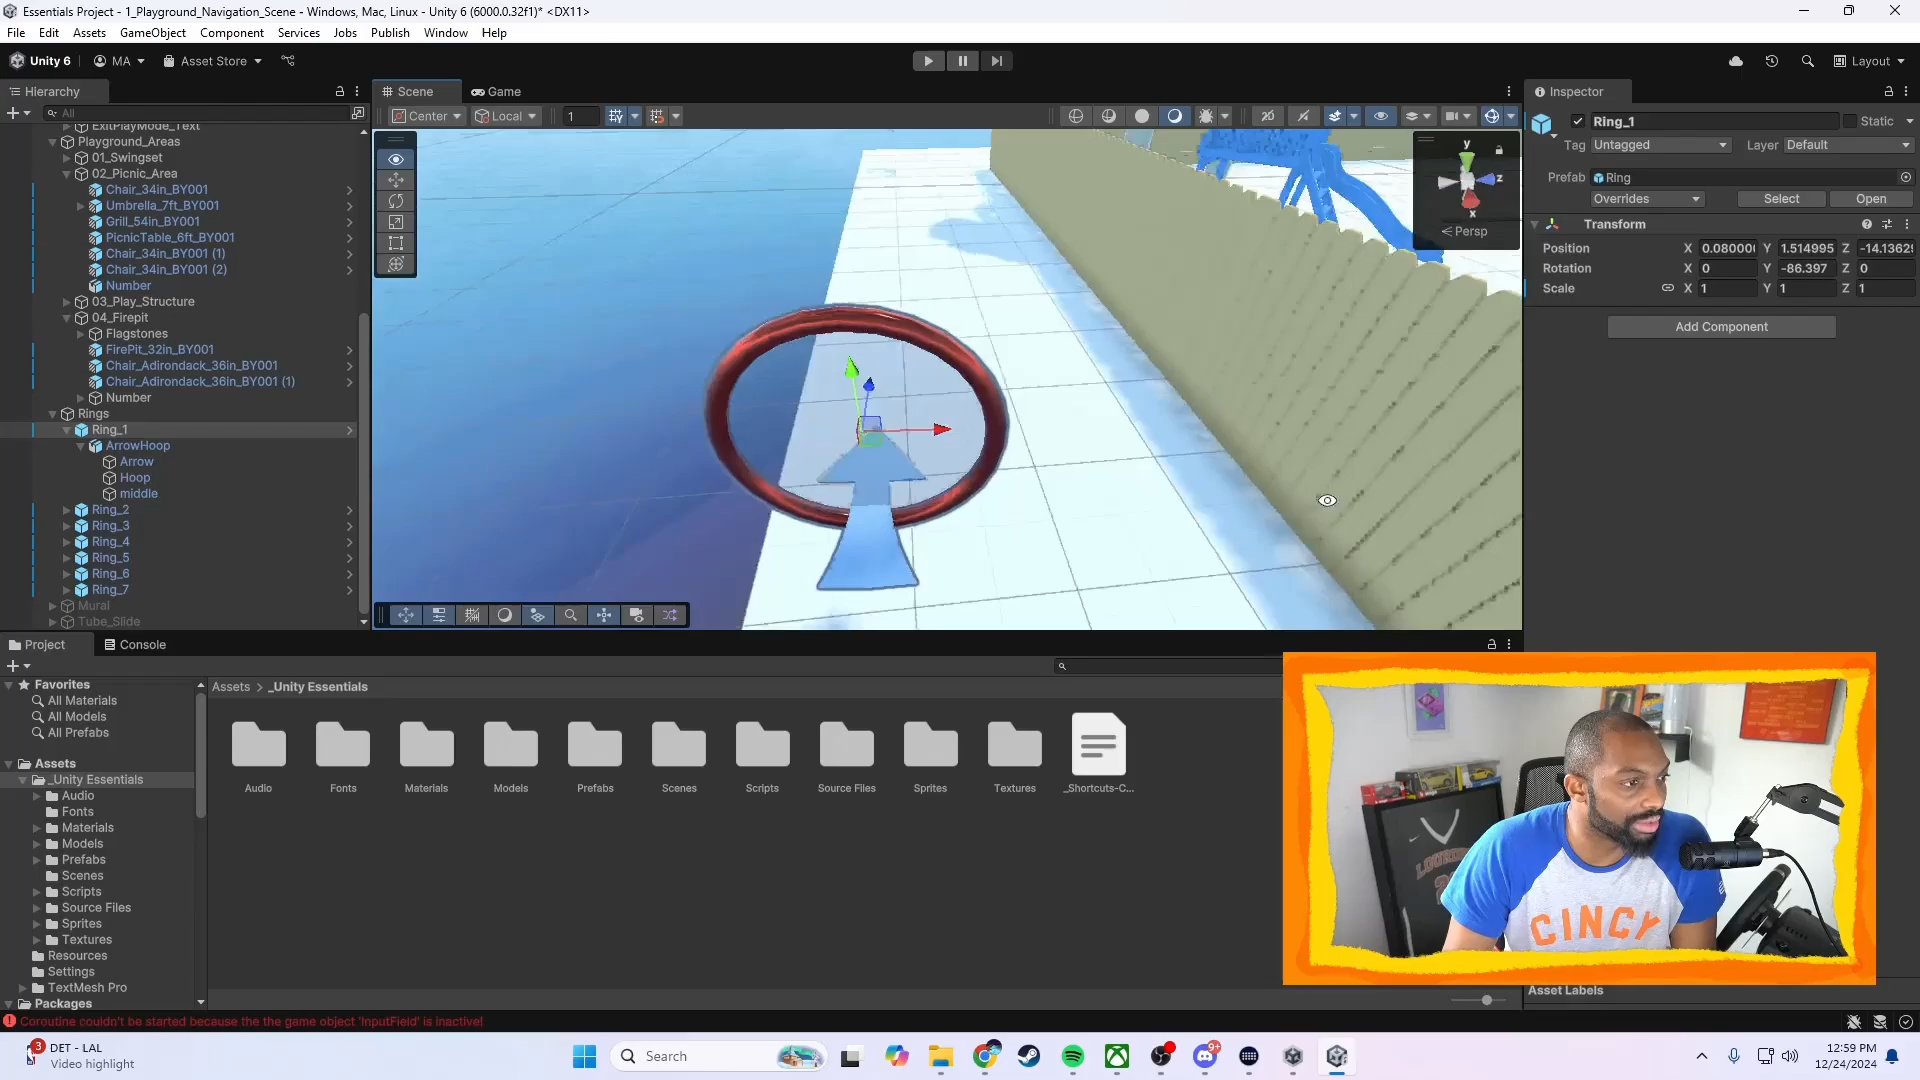 Essentials Project - 1_Playground_Navigation_Scene - Windows, Mac, Linux - Unity 6 (6000.0.32f1)* <DX11>
File Edit Assets GameObject Component Services Jobs Publish Window Help
Unity 6 MA Asset Store Layout
Hierarchy
All
ExitPlayMode_Text
Playground_Areas
01_Swingset
02_Picnic_Area
Chair_34in_BY001
Umbrella_7ft_BY001
Grill_54in_BY001
PicnicTable_6ft_BY001
Chair_34in_BY001 (1)
Chair_34in_BY001 (2)
Number
03_Play_Structure
04_Firepit
Flagstones
FirePit_32in_BY001
Chair_Adirondack_36in_BY001
Chair_Adirondack_36in_BY001 (1)
Number
Rings
Ring_1
ArrowHoop
Arrow
Hoop
middle
Ring_2
Ring_3
Ring_4
Ring_5
Ring_6
Ring_7
Mural
Tube_Slide
Scene Game
Center Local 1 2D
y
z
x
Persp
Inspector
Ring_1 Static
Tag Untagged Layer Default
Prefab Ring
Overrides Select Open
Transform
Position X 0.080000 Y 1.514995 Z -14.1362
Rotation X 0 Y -86.397 Z 0
Scale X 1 Y 1 Z 1
Add Component
Project Console
Favorites
All Materials
All Models
All Prefabs
Assets
_Unity Essentials
Audio
Fonts
Materials
Models
Prefabs
Scenes
Scripts
Source Files
Sprites
Textures
Resources
Settings
TextMesh Pro
Packages
Assets > _Unity Essentials
Audio Fonts Materials Models Prefabs Scenes Scripts Source Files Sprites Textures _Shortcuts-C...
CINCY
Asset Labels
Coroutine couldn't be started because the the game object 'InputField' is inactive!
3
DET - LAL
Video highlight
Search
9+
12:59 PM
12/24/2024